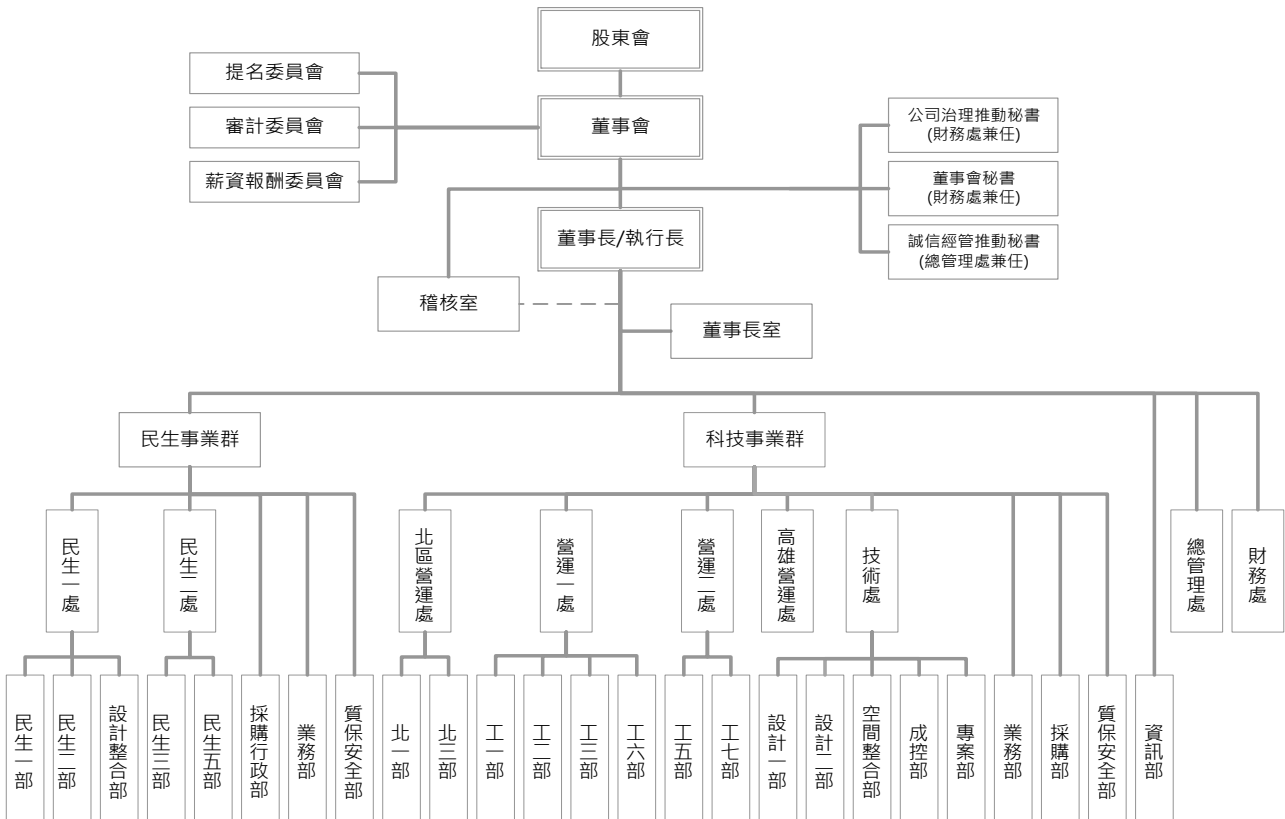 股東會
提名委員會
審計委員會
薪資報酬委員會
董事會
公司治理推動秘書
(財務處兼任)
董事會秘書
(財務處兼任)
誠信經管推動秘書
(總管理處兼任)
董事長/執行長
稽核室
董事長室
民生事業群
科技事業群
民生一處
民生二處
北區營運處
營運一處
營運二處
高雄營運處
技術處
總管理處
財務處
民生一部
民生二部
設計整合部
民生三部
民生五部
採購行政部
業務部
質保安全部
北一部
北三部
工一部
工二部
工三部
工六部
工五部
工七部
設計一部
設計二部
空間整合部
成控部
專案部
業務部
採購部
質保安全部
資訊部